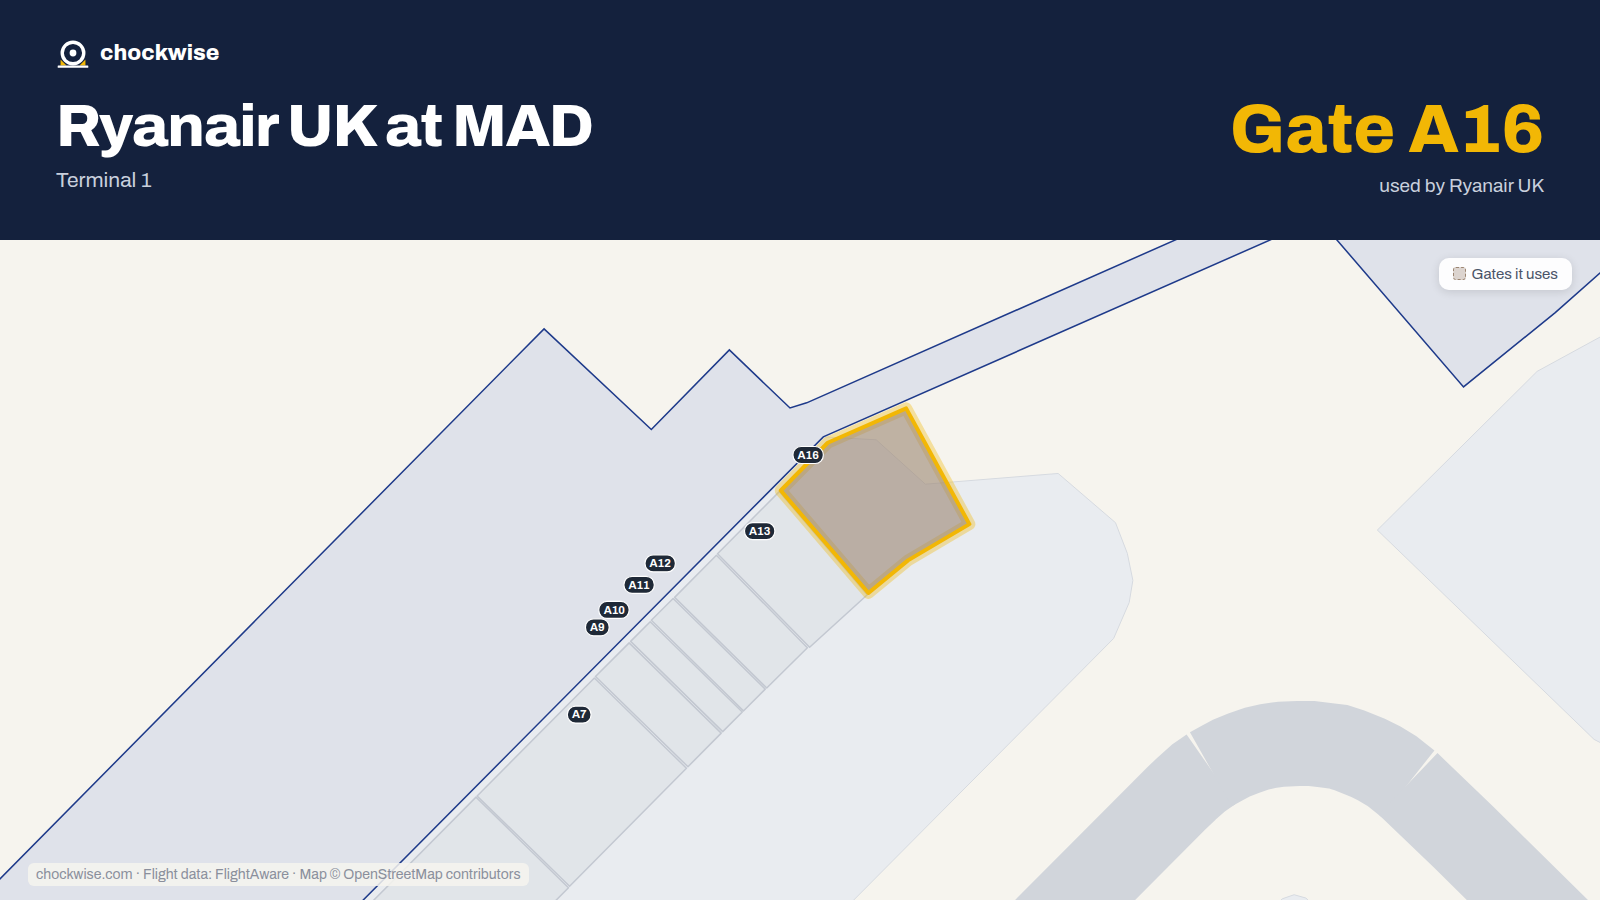 chockwise
Ryanair UK at MAD
Terminal 1
Gate A16
used by Ryanair UK
Gates it uses
A16
A13
A12
A11
A10
A9
A7
chockwise.com · Flight data: FlightAware · Map © OpenStreetMap contributors